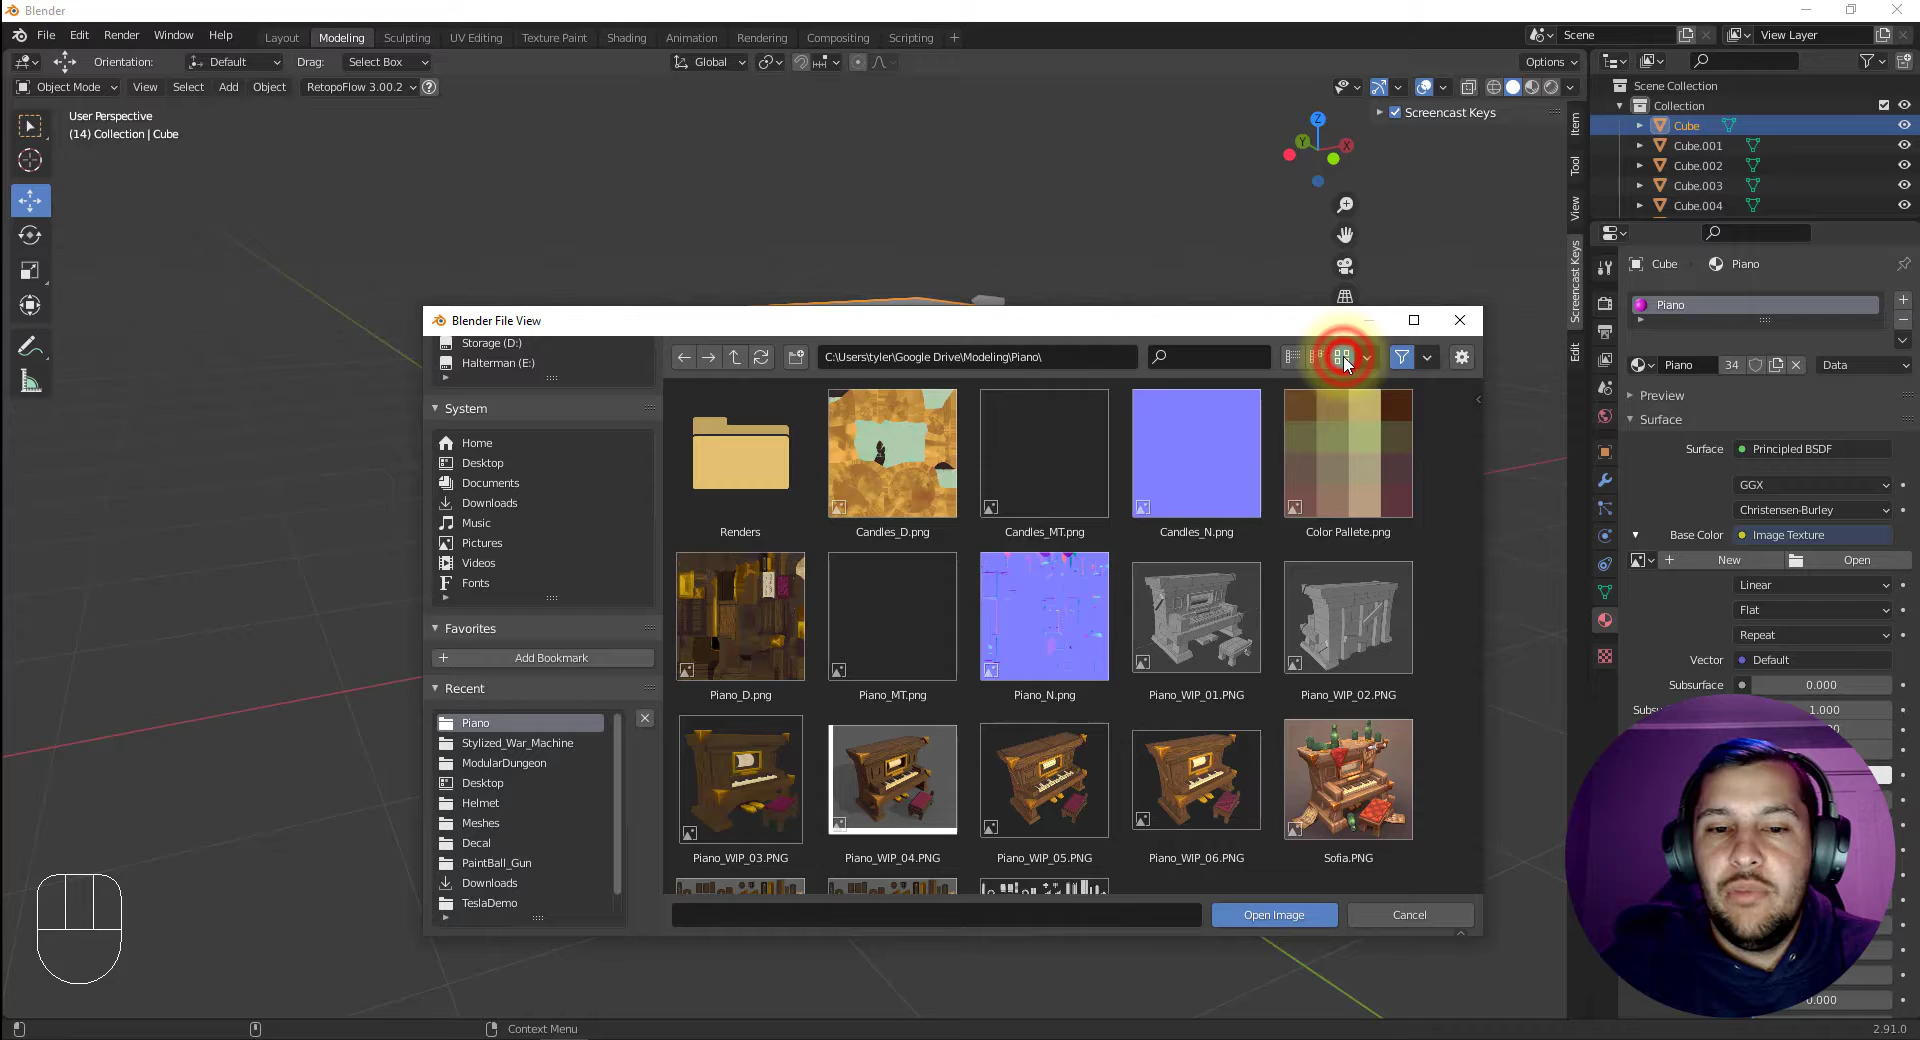 Blender
File Edit Render Window Help
Layout Modeling Sculpting UV Editing Texture Paint Shading Animation Rendering Compositing Scripting +
Scene
View Layer
Orientation: Default Drag: Select Box
Global
Options
Object Mode View Select Add Object RetopoFlow 3.00.2
User Perspective
(14) Collection | Cube
Z
Y
X
Screencast Keys
Item
Tool
View
Screencast Keys
Edit
Scene Collection
Collection
Cube
Cube.001
Cube.002
Cube.003
Cube.004
Cube Piano
Piano
Piano 34 Data
Preview
Surface
Surface Principled BSDF
GGX
Christensen-Burley
Base Color Image Texture
New Open
Linear
Flat
Repeat
Vector Default
Subsurface 0.000
1.000
0.000
Blender File View
Storage (D:)
Halterman (E:)
System
Home
Desktop
Documents
Downloads
Music
Pictures
Videos
Fonts
Favorites
Add Bookmark
Recent
Piano
Stylized_War_Machine
ModularDungeon
Desktop
Helmet
Meshes
Decal
PaintBall_Gun
Downloads
TeslaDemo
C:\Users\tyler\Google Drive\Modeling\Piano\
Renders Candles_D.png Candles_MT.png Candles_N.png Color Pallete.png
Piano_D.png Piano_MT.png Piano_N.png Piano_WIP_01.PNG Piano_WIP_02.PNG
Piano_WIP_03.PNG Piano_WIP_04.PNG Piano_WIP_05.PNG Piano_WIP_06.PNG Sofia.PNG
Open Image Cancel
Context Menu
2.91.0